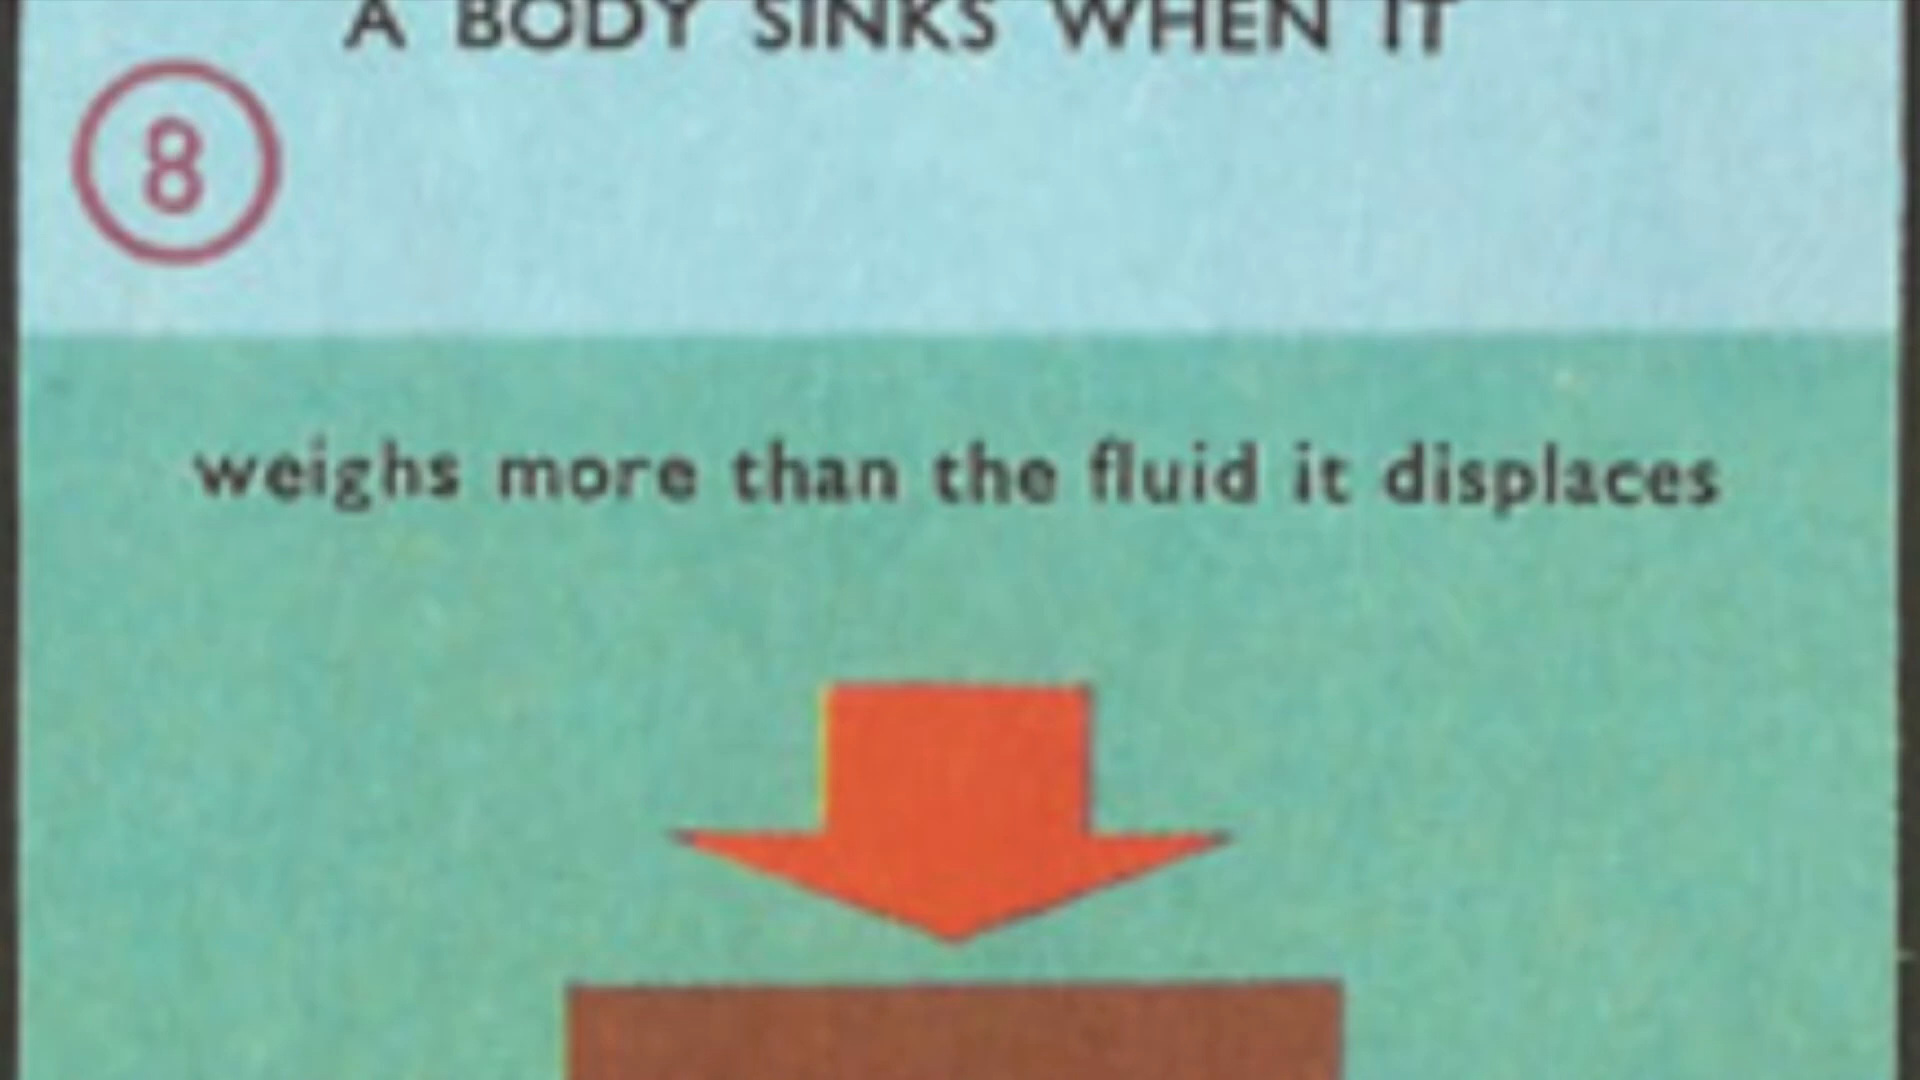 A BODY SINKS WHEN IT
8
weighs more than the fluid it displaces